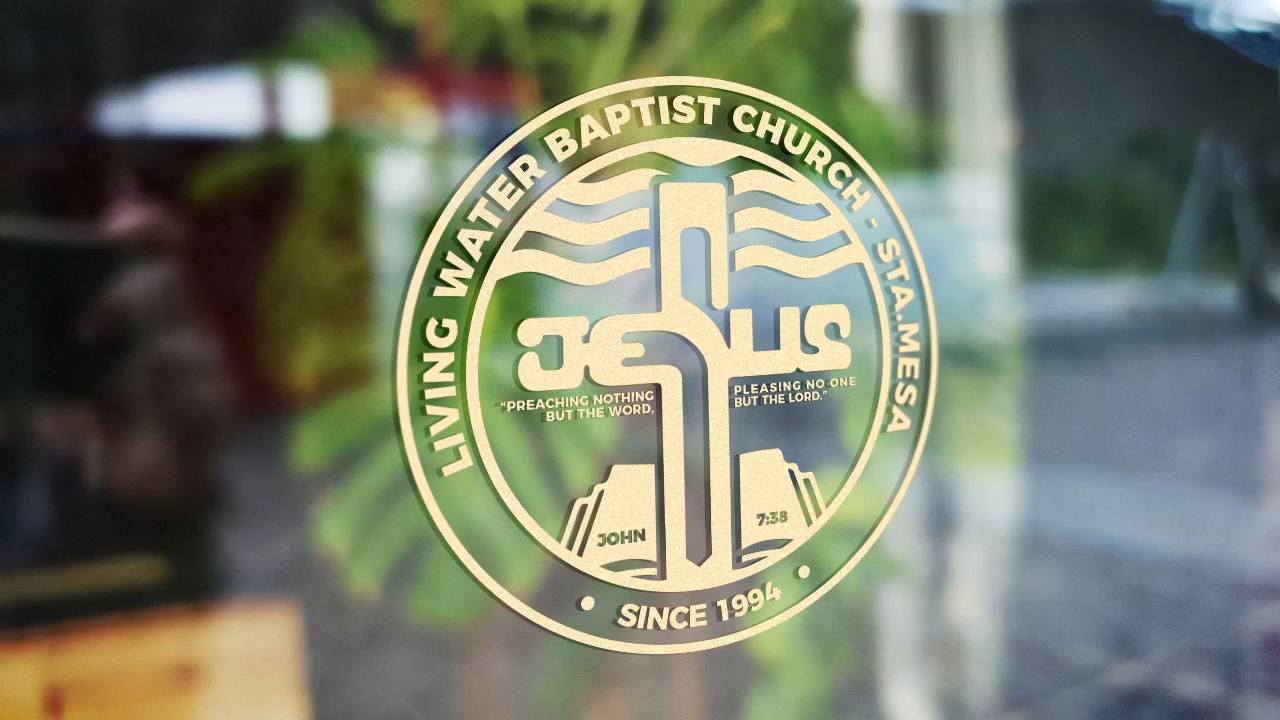 LIVING WATER BAPTIST CHURCH - STA.MESA
JESUS
"PREACHING NOTHING
BUT THE WORD,
PLEASING NO ONE
BUT THE LORD."
JOHN
7:38
SINCE 1994